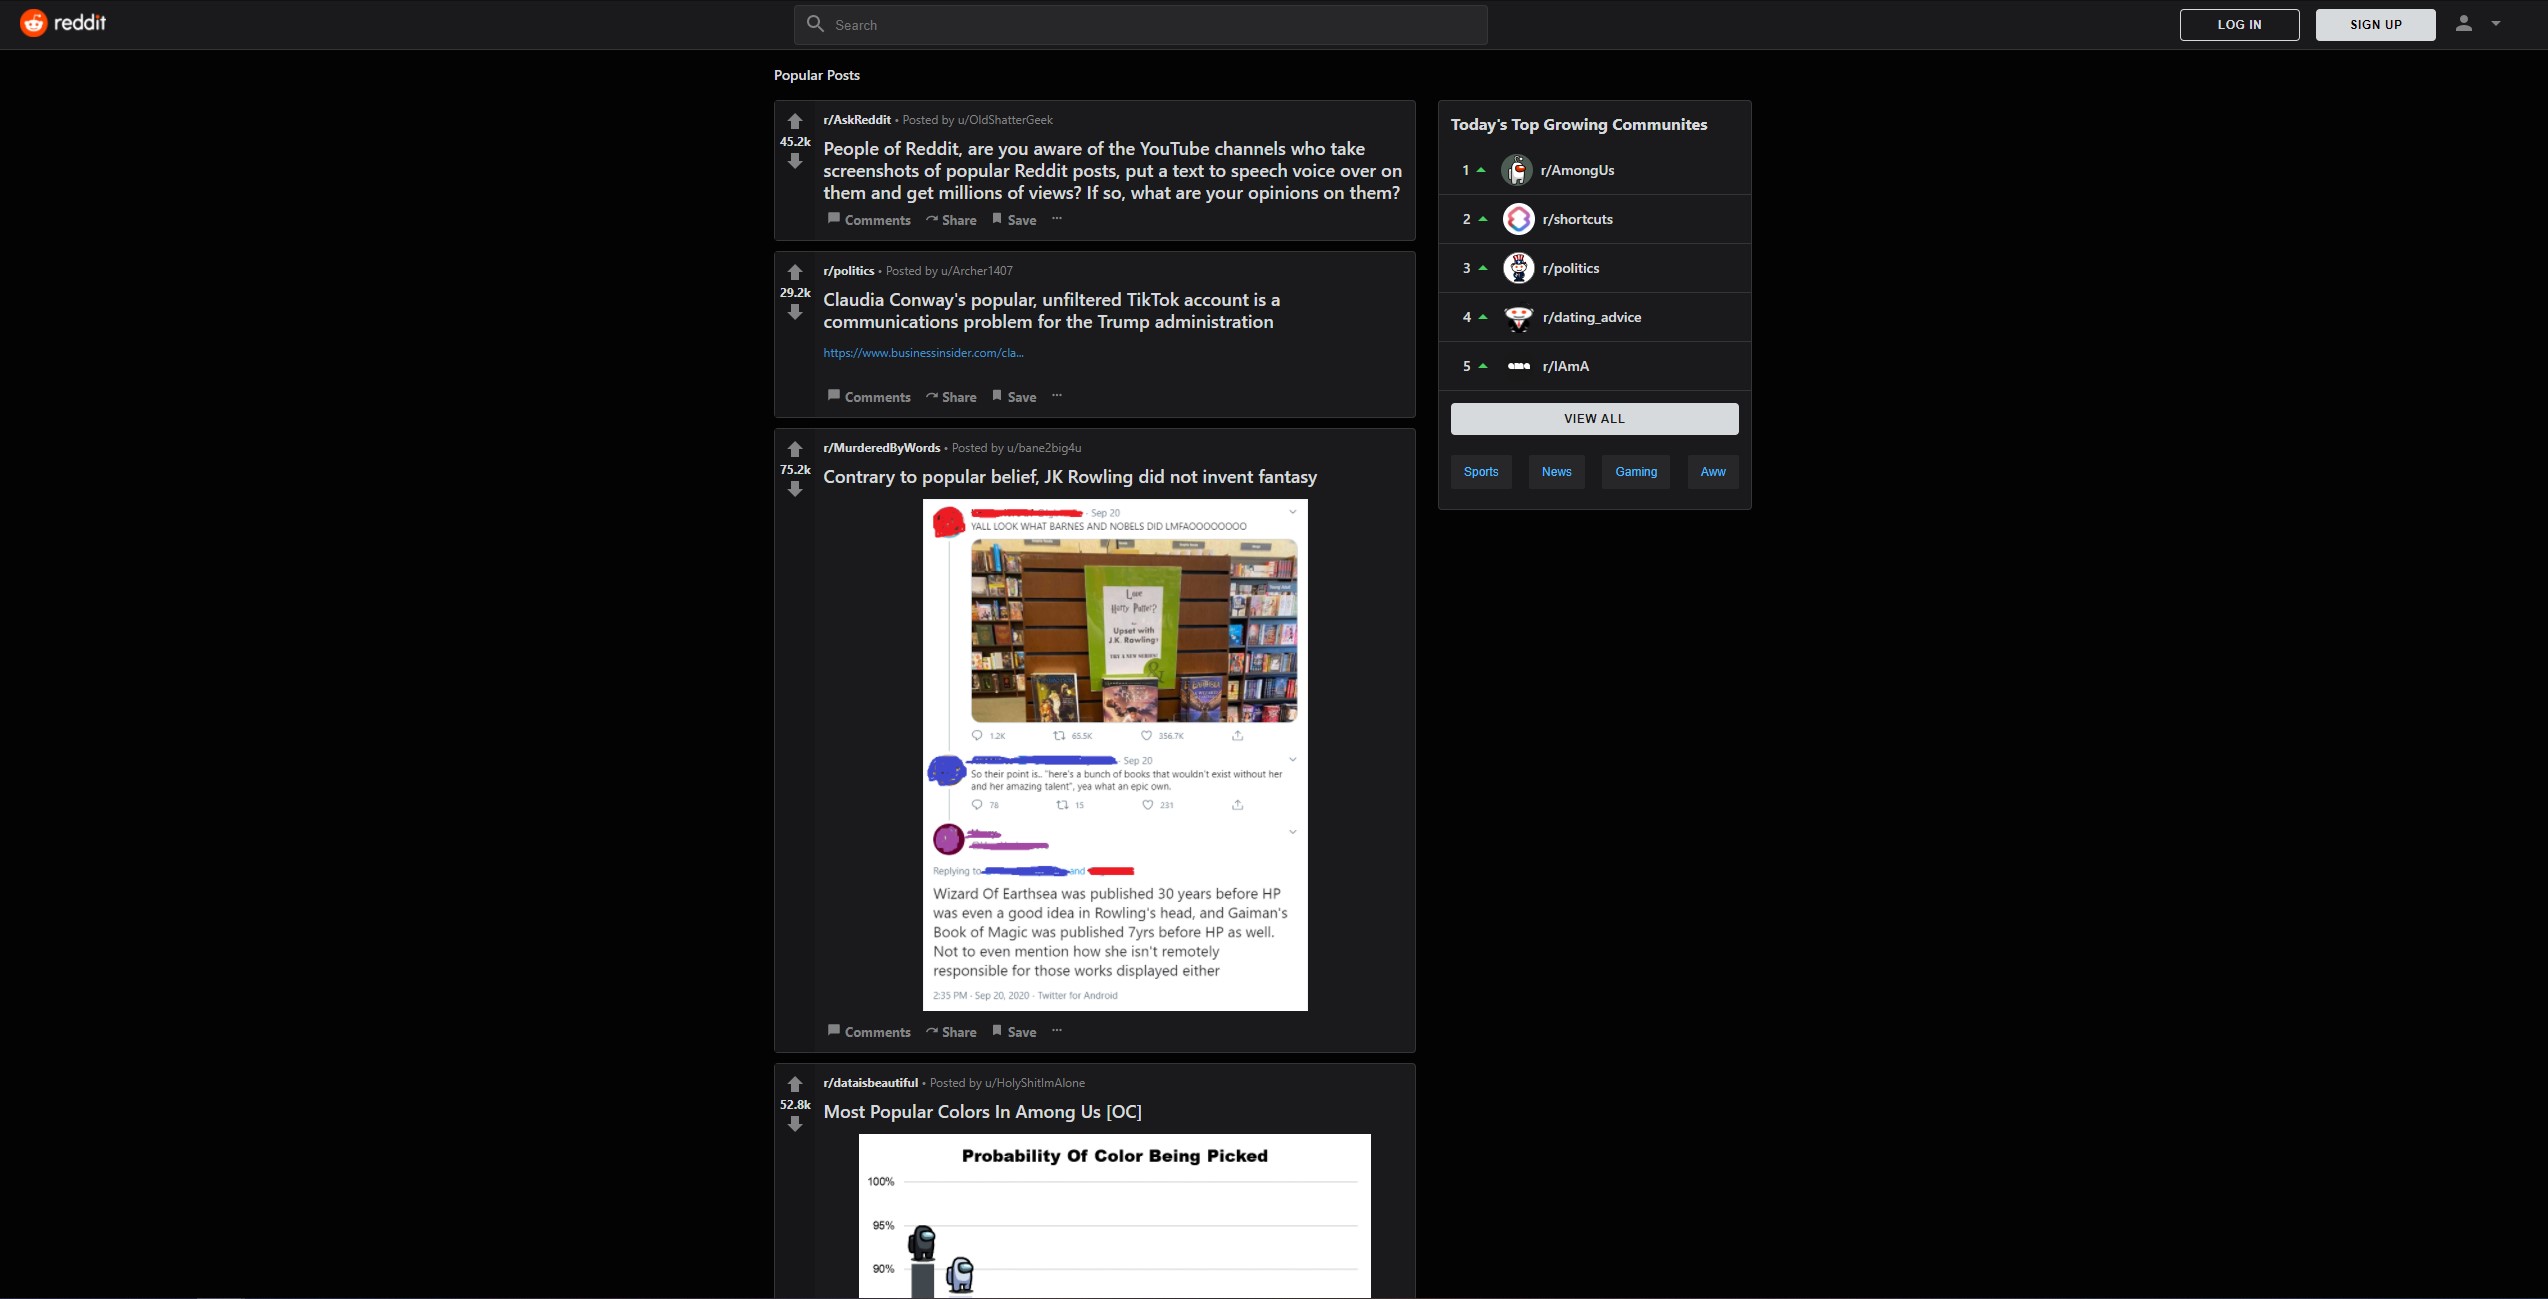 reddit
Search
LOG IN
SIGN UP
Popular Posts
r/AskReddit • Posted by u/OldShatterGeek
45.2k
People of Reddit, are you aware of the YouTube channels who take
screenshots of popular Reddit posts, put a text to speech voice over on
them and get millions of views? If so, what are your opinions on them?
Comments Share Save ...
r/politics • Posted by u/Archer1407
29.2k
Claudia Conway's popular, unfiltered TikTok account is a
communications problem for the Trump administration
https://www.businessinsider.com/cla...
Comments Share Save ...
r/MurderedByWords • Posted by u/bane2big4u
75.2k
Contrary to popular belief, JK Rowling did not invent fantasy
· Sep 20
YALL LOOK WHAT BARNES AND NOBELS DID LMFAOOOOOOOO
Love
Harry Potter?
Upset with
J.K. Rowling?
TRY A NEW SERIES!
EARTHSEA
1.2K 65.5K 356.7K
Sep 20
So their point is.. "here's a bunch of books that wouldn't exist without her
and her amazing talent", yea what an epic own.
78 15 231
Replying to and
Wizard Of Earthsea was published 30 years before HP
was even a good idea in Rowling's head, and Gaiman's
Book of Magic was published 7yrs before HP as well.
Not to even mention how she isn't remotely
responsible for those works displayed either
2:35 PM · Sep 20, 2020 · Twitter for Android
Comments Share Save ...
r/dataisbeautiful • Posted by u/HolyShitImAlone
52.8k
Most Popular Colors In Among Us [OC]
Probability Of Color Being Picked
100%
95%
90%
Today's Top Growing Communites
1 r/AmongUs
2 r/shortcuts
3 r/politics
4 r/dating_advice
5 ama r/IAmA
VIEW ALL
Sports News Gaming Aww